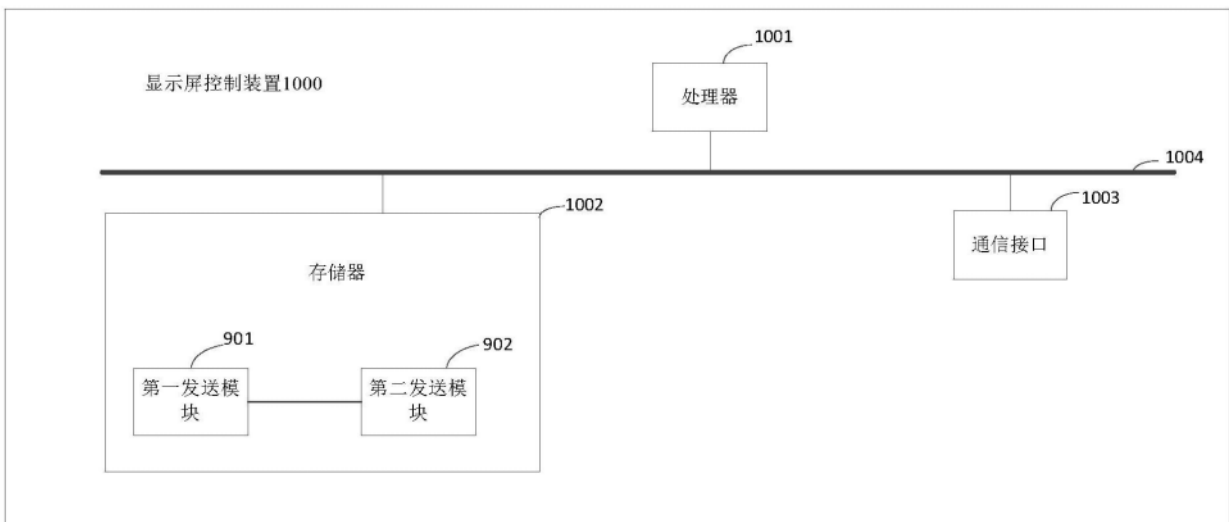 1001
显示屏控制装置1000
处理器
1004
1002
1003
通信接口
存储器
901
902
第一发送模
块
第二发送模
块